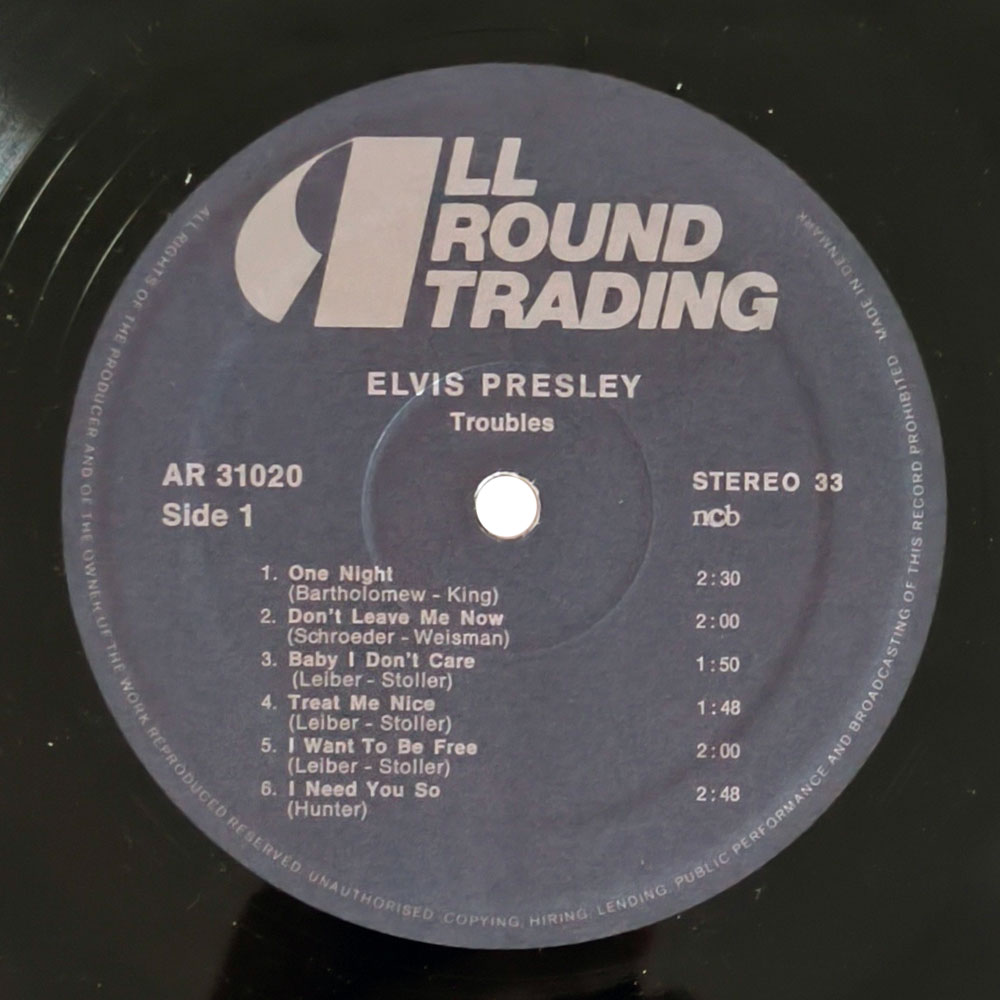 ALL
ROUND
TRADING
ELVIS PRESLEY
Troubles
AR 31020
Side 1
STEREO 33
ncb
1. One Night 2:30
(Bartholomew - King)
2. Don't Leave Me Now 2:00
(Schroeder - Weisman)
3. Baby I Don't Care 1:50
(Leiber - Stoller)
4. Treat Me Nice 1:48
(Leiber - Stoller)
5. I Want To Be Free 2:00
(Leiber - Stoller)
6. I Need You So 2:48
(Hunter)
ALL RIGHTS OF THE PRODUCER AND OF THE OWNER OF THE WORK REPRODUCED RESERVED. UNAUTHORISED COPYING, HIRING, LENDING, PUBLIC PERFORMANCE AND BROADCASTING OF THIS RECORD PROHIBITED. MADE IN DENMARK